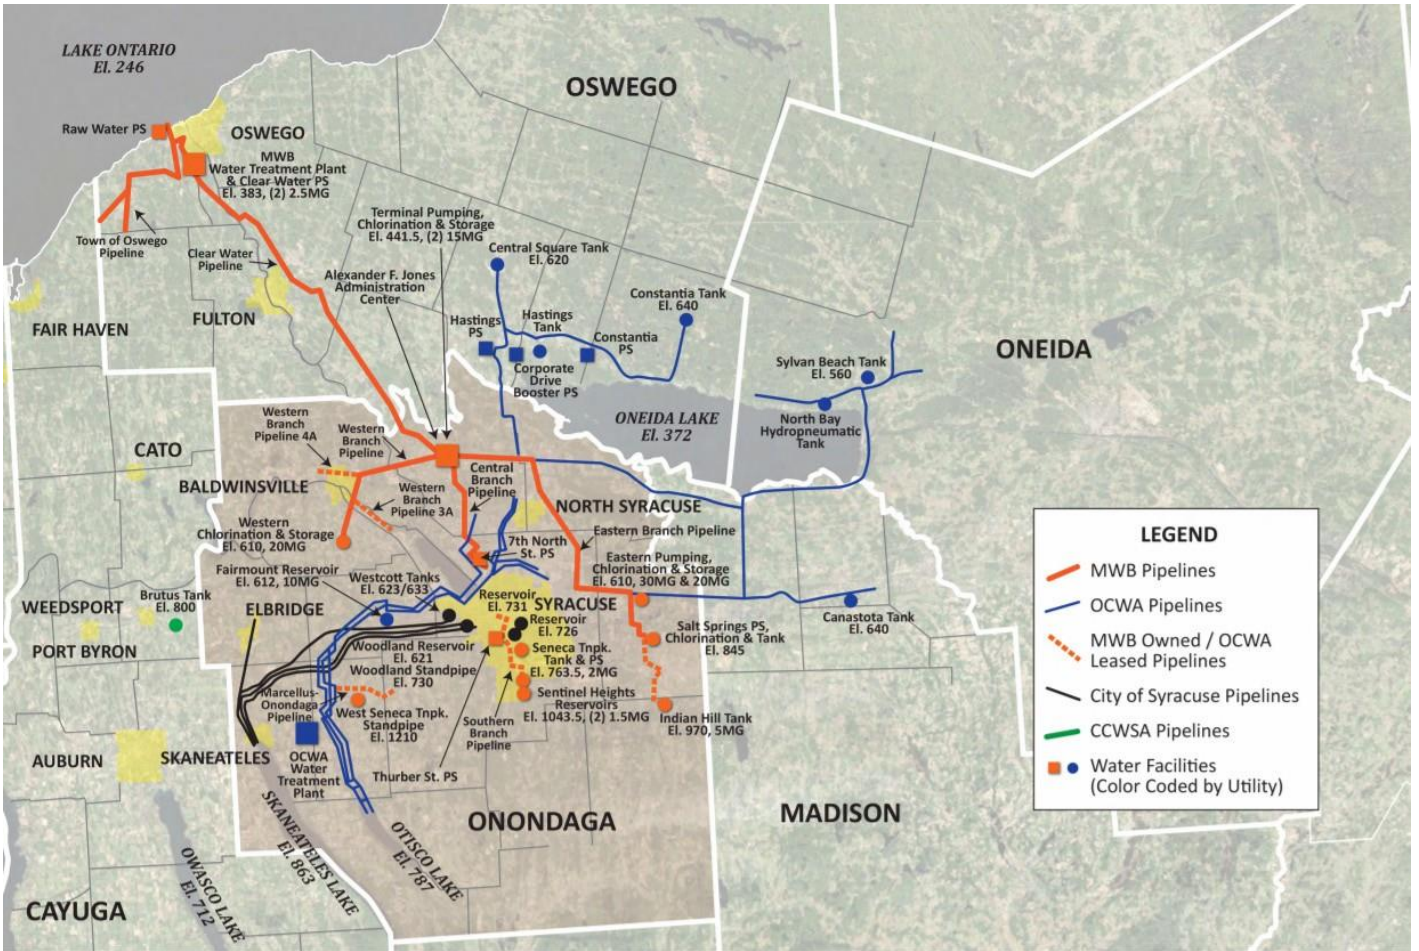 LAKE ONTARIO
El. 246
OSWEGO
Raw Water PS
OSWEGO
MWB
Water Treatment Plant
& Clear Water PS
El. 383, (2) 2.5MG
Town of Oswego
Pipeline
Clear Water
Pipeline
Terminal Pumping,
Chlorination & Storage
El. 441.5, (2) 15MG
Alexander F. Jones
Administration
Center
Central Square Tank
El. 620
Constantia Tank
El. 640
Hastings
PS
Hastings
Tank
Constantia
PS
Corporate
Drive
Booster PS
FAIR HAVEN
FULTON
ONEIDA
Sylvan Beach Tank
El. 560
ONEIDA LAKE
El. 372
North Bay
Hydropneumatic
Tank
Western
Branch
Pipeline 4A
Western
Branch
Pipeline
CATO
BALDWINSVILLE
Western
Branch
Pipeline 3A
Central
Branch
Pipeline
NORTH SYRACUSE
Western
Chlorination & Storage
El. 610, 20MG
7th North
St. PS
Eastern Branch Pipeline
Eastern Pumping,
Chlorination & Storage
El. 610, 30MG & 20MG
Fairmount Reservoir
El. 612, 10MG
Westcott Tanks
El. 623/633
Reservoir
El. 731
SYRACUSE
Reservoir
El. 726
WEEDSPORT
Brutus Tank
El. 800
ELBRIDGE
PORT BYRON
Canastota Tank
El. 640
Salt Springs PS,
Chlorination & Tank
El. 845
Woodland Reservoir
El. 621
Woodland Standpipe
El. 730
Seneca Tnpk.
Tank & PS
El. 763.5, 2MG
Marcellus-
Onondaga
Pipeline
West Seneca Tnpk.
Standpipe
El. 1210
Sentinel Heights
Reservoirs
El. 1043.5, (2) 1.5MG
Indian Hill Tank
El. 970, 5MG
Southern
Branch
Pipeline
AUBURN
SKANEATELES
OCWA
Water
Treatment
Plant
Thurber St. PS
ONONDAGA
MADISON
SKANEATELES LAKE
El. 863
OTISCO LAKE
El. 787
OWASCO LAKE
El. 712
CAYUGA
LEGEND
MWB Pipelines
OCWA Pipelines
MWB Owned / OCWA
Leased Pipelines
City of Syracuse Pipelines
CCWSA Pipelines
Water Facilities
(Color Coded by Utility)